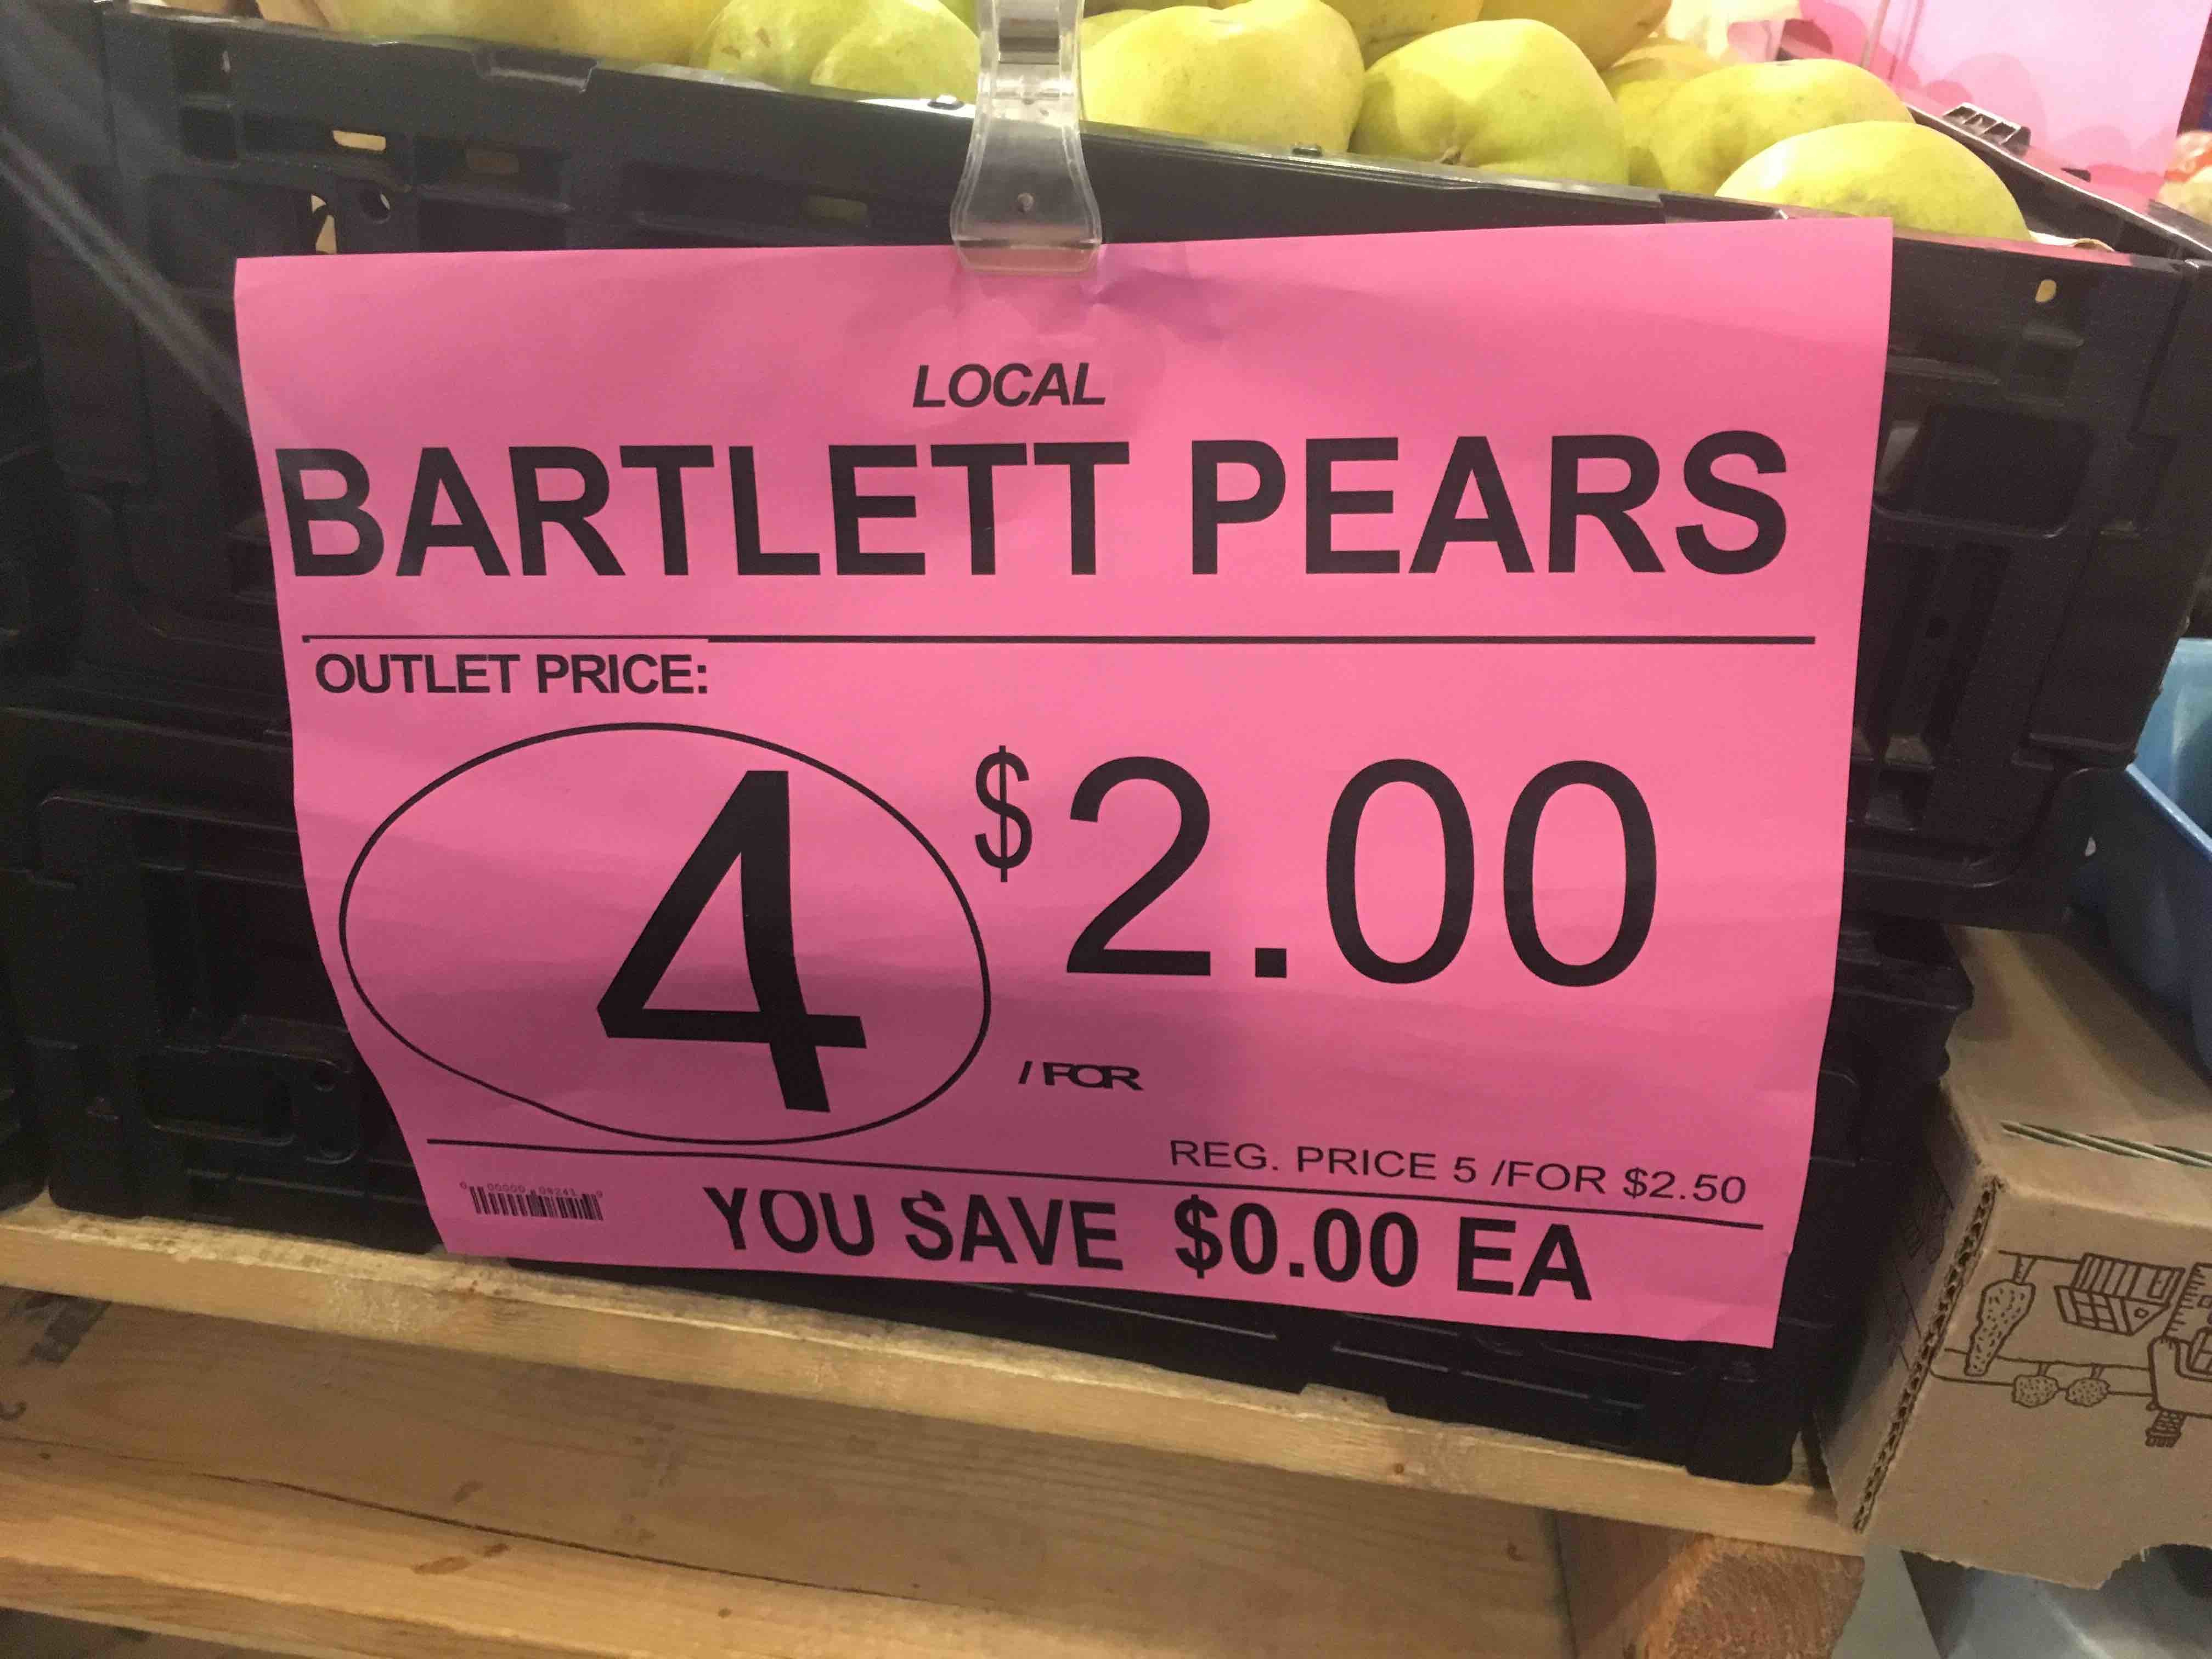 LOCAL
BARTLETT PEARS
OUTLET PRICE:
4 $2.00
/ FOR
REG. PRICE 5 /FOR $2.50
YOU SAVE $0.00 EA